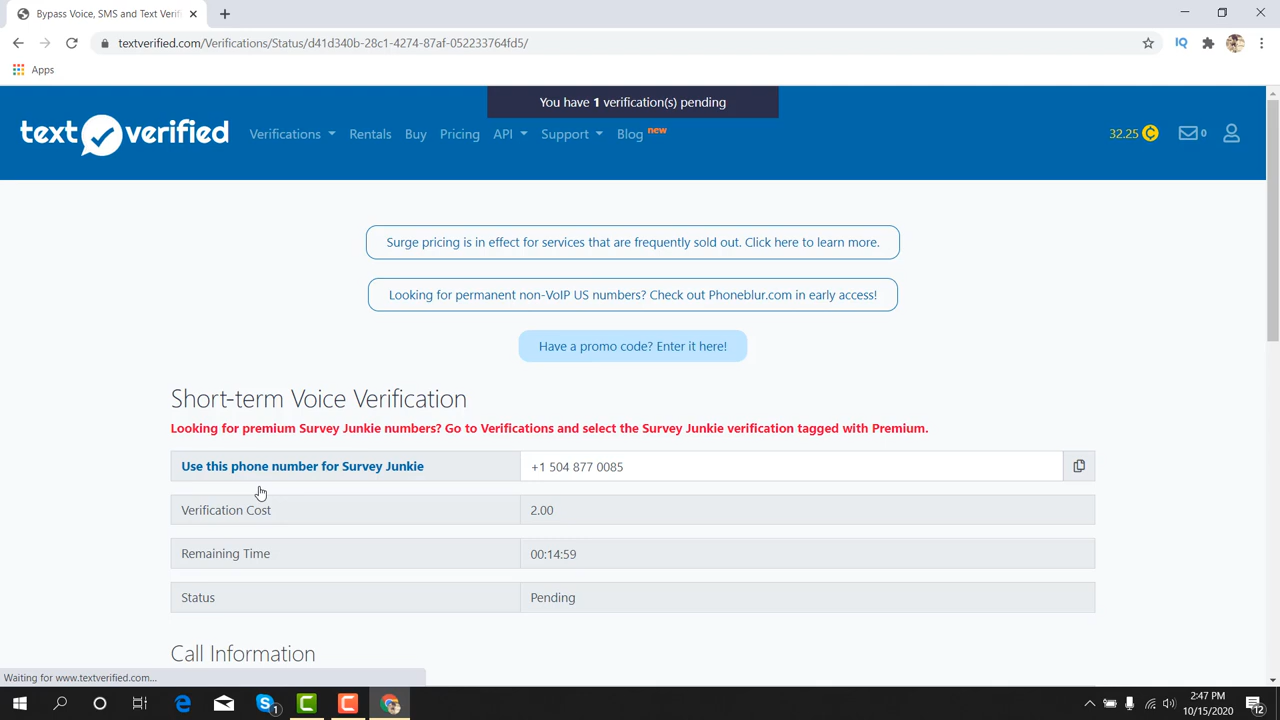 Bypass Voice, SMS and Text Verif
textverified.com/Verifications/Status/d41d340b-28c1-4274-87af-052233764fd5/
IQ
Apps
You have 1 verification(s) pending
text verified
Verifications
Rentals
Buy
Pricing
API
Support
Blog new
32.25
0
Surge pricing is in effect for services that are frequently sold out. Click here to learn more.
Looking for permanent non-VoIP US numbers? Check out Phoneblur.com in early access!
Have a promo code? Enter it here!
Short-term Voice Verification
Looking for premium Survey Junkie numbers? Go to Verifications and select the Survey Junkie verification tagged with Premium.
Use this phone number for Survey Junkie
+1 504 877 0085
Verification Cost
2.00
Remaining Time
00:14:59
Status
Pending
Call Information
Waiting for www.textverified.com...
1
2:47 PM
10/15/2020
12